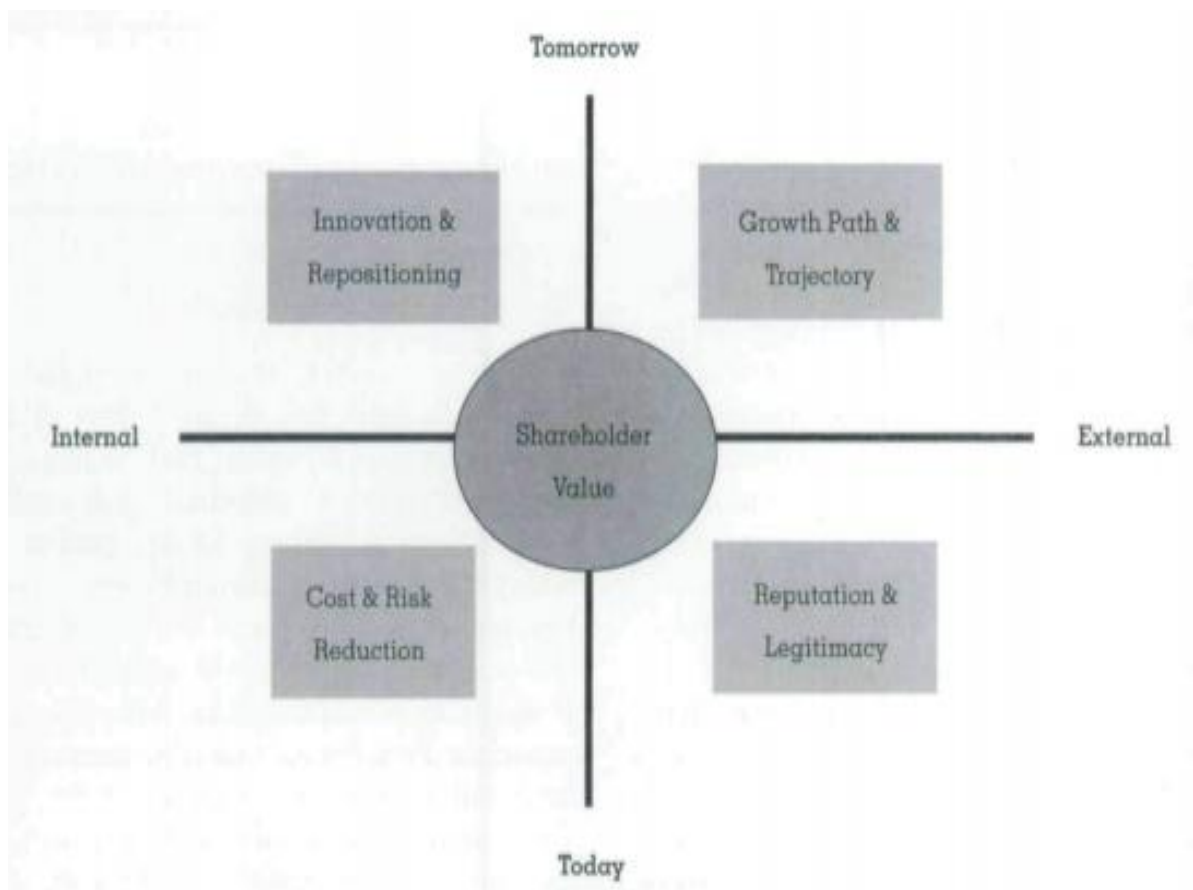 Tomorrow
Innovation &
Repositioning
Growth Path &
Trajectory
Internal
Shareholder
Value
External
Cost & Risk
Reduction
Reputation &
Legitimacy
Today